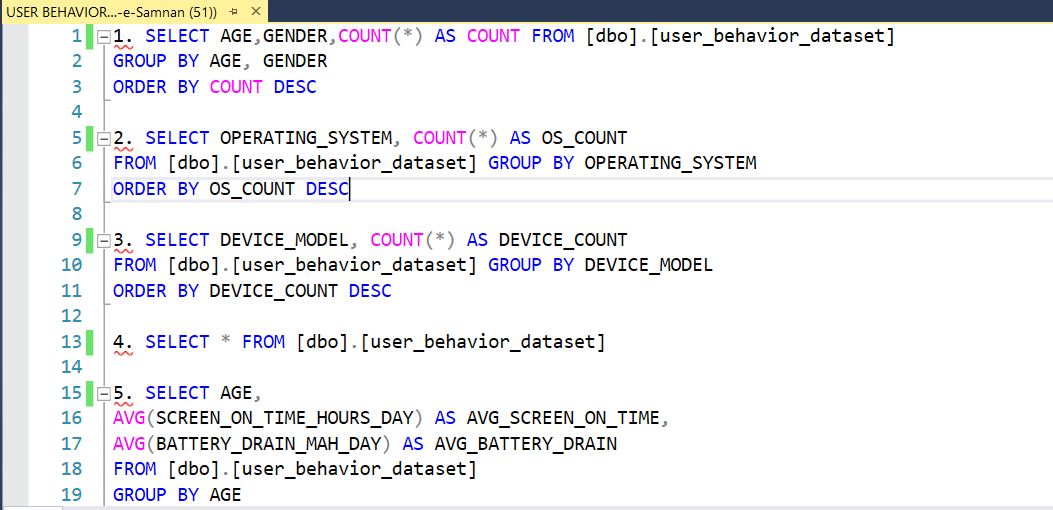 USER BEHAVIOR...-e-Samnan (51))
1 1. SELECT AGE,GENDER,COUNT(*) AS COUNT FROM [dbo].[user_behavior_dataset]
2 GROUP BY AGE, GENDER
3 ORDER BY COUNT DESC
4
5 2. SELECT OPERATING_SYSTEM, COUNT(*) AS OS_COUNT
6 FROM [dbo].[user_behavior_dataset] GROUP BY OPERATING_SYSTEM
7 ORDER BY OS_COUNT DESC
8
9 3. SELECT DEVICE_MODEL, COUNT(*) AS DEVICE_COUNT
10 FROM [dbo].[user_behavior_dataset] GROUP BY DEVICE_MODEL
11 ORDER BY DEVICE_COUNT DESC
12
13 4. SELECT * FROM [dbo].[user_behavior_dataset]
14
15 5. SELECT AGE,
16 AVG(SCREEN_ON_TIME_HOURS_DAY) AS AVG_SCREEN_ON_TIME,
17 AVG(BATTERY_DRAIN_MAH_DAY) AS AVG_BATTERY_DRAIN
18 FROM [dbo].[user_behavior_dataset]
19 GROUP BY AGE